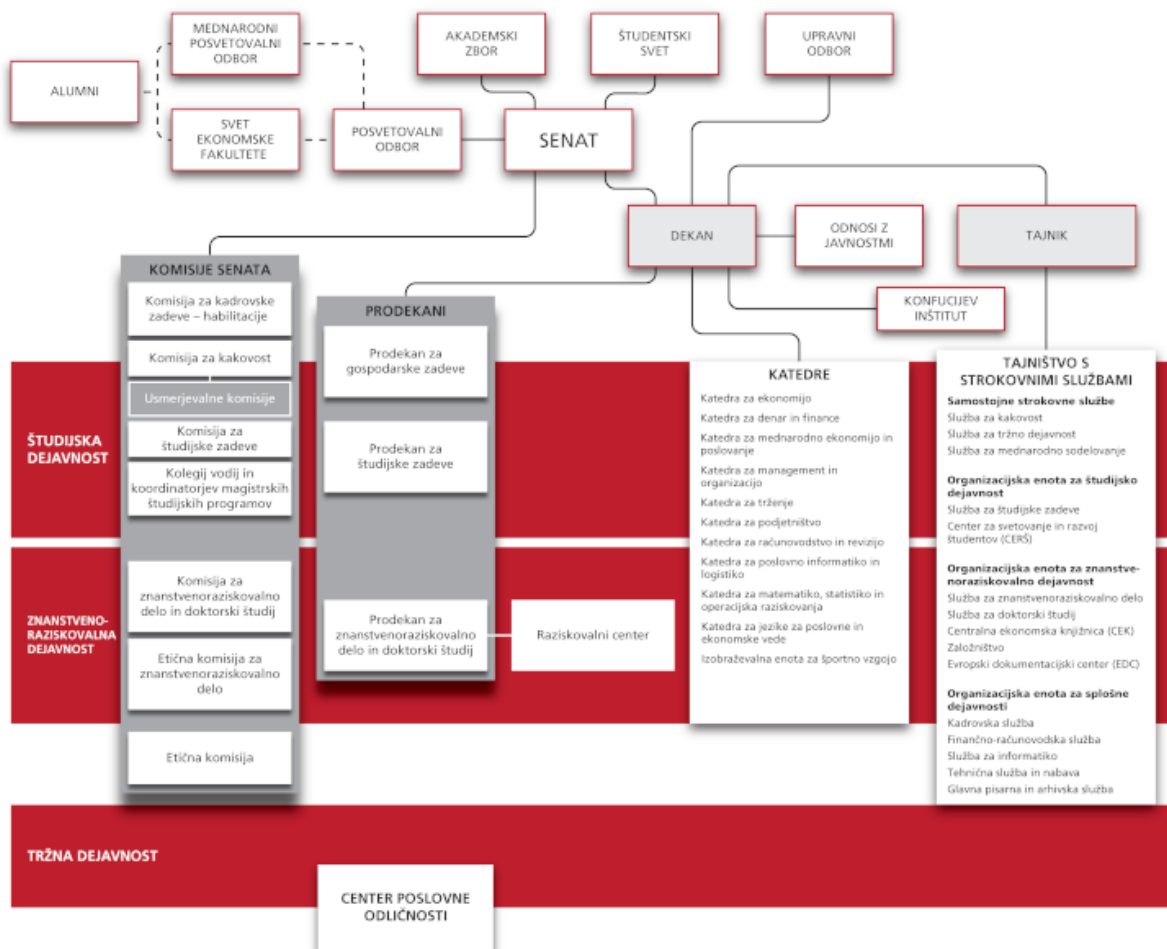 MEDNARODNI
POSVETOVALNI
ODBOR
AKADEMSKI
ZBOR
ŠTUDENTSKI
SVET
UPRAVNI
ODBOR
ALUMNI
SVET
EKONOMSKE
FAKULTETE
POSVETOVALNI
ODBOR
SENAT
DEKAN
ODNOSI Z
JAVNOSTMI
TAJNIK
KONFUCIJEV
INŠTITUT
KOMISIJE SENATA
Komisija za kadrovske
zadeve – habilitacije
Komisija za kakovost
Usmerjevalne komisije
Komisija za
študijske zadeve
Kolegij vodij in
koordinatorjev magistrskih
študijskih programov
Komisija za
znanstvenoraziskovalno
delo in doktorski študij
Etična komisija za
znanstvenoraziskovalno
delo
Etična komisija
PRODEKANI
Prodekan za
gospodarske zadeve
Prodekan za
študijske zadeve
Prodekan za
znanstvenoraziskovalno
delo in doktorski študij
Raziskovalni center
KATEDRE
Katedra za ekonomijo
Katedra za denar in finance
Katedra za mednarodno ekonomijo in
poslovanje
Katedra za management in
organizacijo
Katedra za trženje
Katedra za podjetništvo
Katedra za računovodstvo in revizijo
Katedra za poslovno informatiko in
logistiko
Katedra za matematiko, statistiko in
operacijska raziskovanja
Katedra za jezike za poslovne in
ekonomske vede
Izobraževalna enota za športno vzgojo
TAJNIŠTVO S
STROKOVNIMI SLUŽBAMI
Samostojne strokovne službe
Služba za kakovost
Služba za tržno dejavnost
Služba za mednarodno sodelovanje
Organizacijska enota za študijsko
dejavnost
Služba za študijske zadeve
Center za svetovanje in razvoj
študentov (CERŠ)
Organizacijska enota za znanstve-
noraziskovalno dejavnost
Služba za znanstvenoraziskovalno delo
Služba za doktorski študij
Centralna ekonomska knjižnica (CEK)
Založništvo
Evropski dokumentacijski center (EDC)
Organizacijska enota za splošne
dejavnosti
Kadrovska služba
Finančno-računovodska služba
Služba za informatiko
Tehnična služba in nabava
Glavna pisarna in arhivska služba
ŠTUDIJSKA
DEJAVNOST
ZNANSTVENO-
RAZISKOVALNA
DEJAVNOST
TRŽNA DEJAVNOST
CENTER POSLOVNE
ODLIČNOSTI